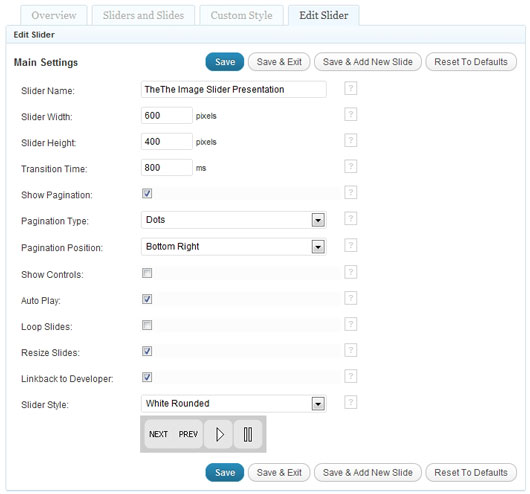 Overview Sliders and Slides Custom Style Edit Slider
Edit Slider
Main Settings Save Save & Exit Save & Add New Slide Reset To Defaults
Slider Name: TheThe Image Slider Presentation ?
Slider Width: 600 pixels ?
Slider Height: 400 pixels ?
Transition Time: 800 ms ?
Show Pagination: ?
Pagination Type: Dots ?
Pagination Position: Bottom Right ?
Show Controls: ?
Auto Play: ?
Loop Slides: ?
Resize Slides: ?
Linkback to Developer: ?
Slider Style: White Rounded ?
NEXT PREV
Save Save & Exit Save & Add New Slide Reset To Defaults